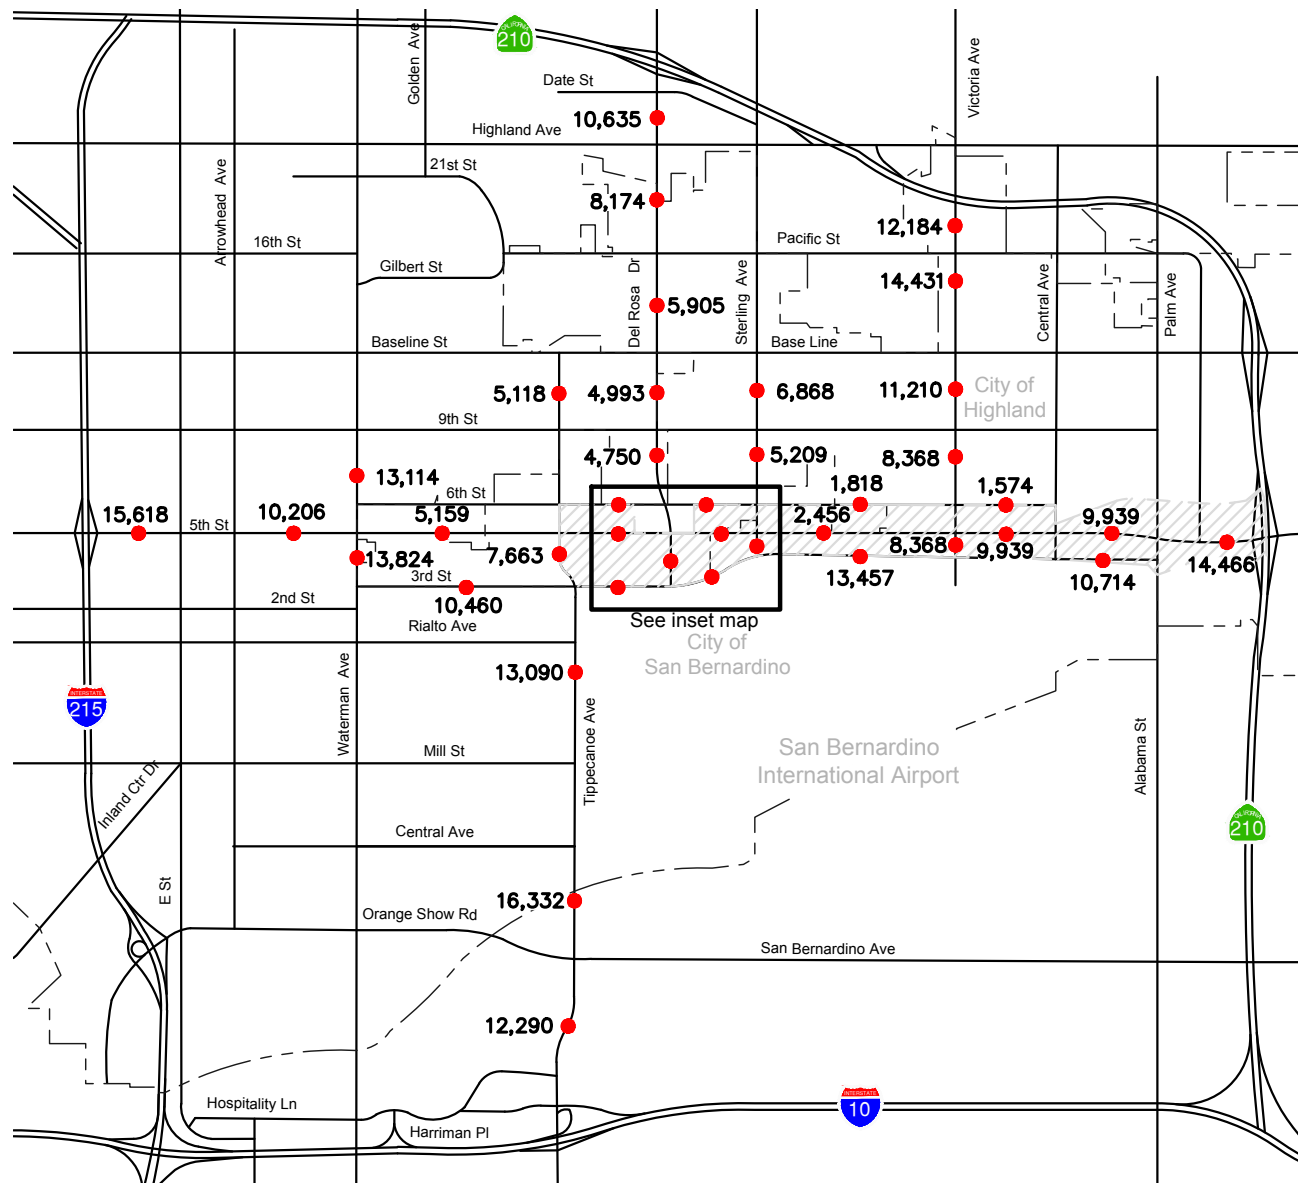 CALIFORNIA
210
Golden Ave
Victoria Ave
Date St
10,635
Highland Ave
Arrowhead Ave
21st St
8,174
12,184
16th St
Pacific St
Gilbert St
Del Rosa Dr
Sterling Ave
14,431
Central Ave
Palm Ave
5,905
Baseline St
Base Line
5,118
4,993
6,868
11,210
City of
Highland
9th St
4,750
5,209
8,368
13,114
6th St
1,818
1,574
15,618
5th St
10,206
5,159
2,456
9,939
13,824
7,663
8,368
9,939
14,466
3rd St
13,457
10,714
2nd St
10,460
Rialto Ave
See inset map
City of
San Bernardino
13,090
INTERSTATE
215
Waterman Ave
Tippecanoe Ave
Mill St
San Bernardino
International Airport
Alabama St
Inland Ctr Dr
Central Ave
CALIFORNIA
210
E St
16,332
Orange Show Rd
San Bernardino Ave
12,290
Hospitality Ln
INTERSTATE
10
Harriman Pl